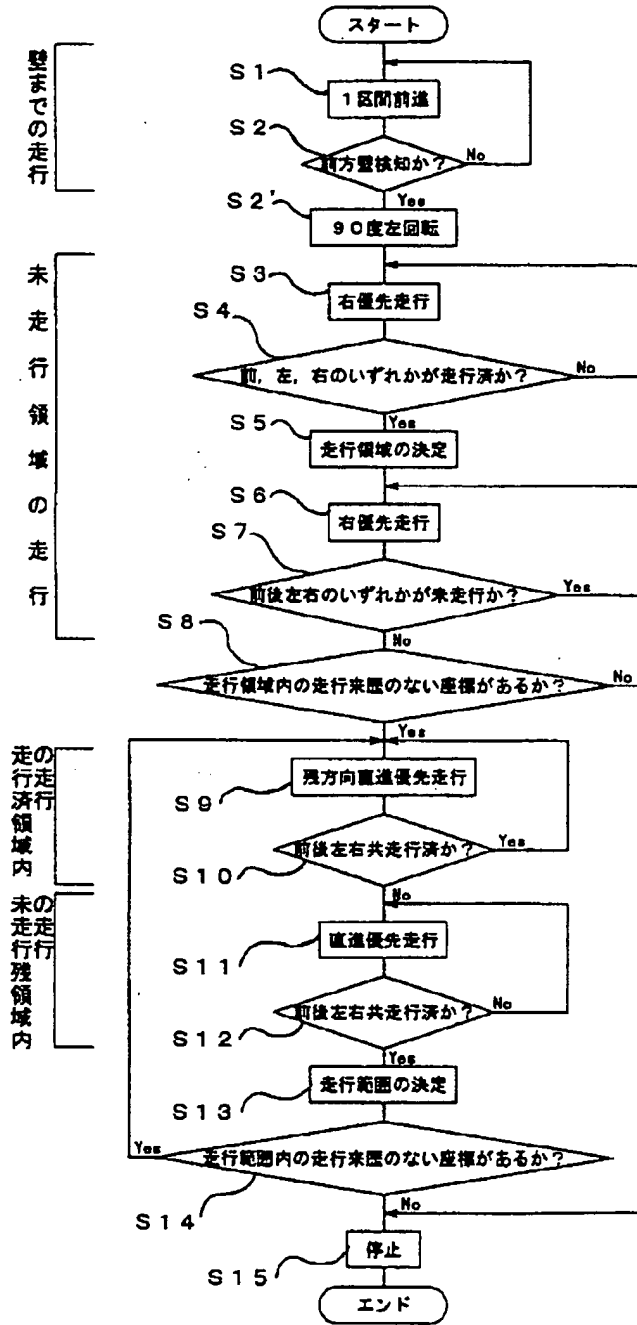 スタート
壁までの走行
S1
1区間前進
S2
前方壁検知か?
No
Yes
S2'
90度左回転
未走行領域の走行
S3
右優先走行
S4
前,左,右のいずれかが走行済か?
No
Yes
S5
走行領域の決定
S6
右優先走行
S7
前後左右のいずれかが未走行か?
Yes
No
S8
走行領域内の走行来歴のない座標があるか?
No
Yes
走行済領域内
の走行
S9
残方向直進優先走行
S10
前後左右共走行済か?
Yes
No
未走行残領域内
の走行
S11
直進優先走行
S12
前後左右共走行済か?
No
Yes
S13
走行範囲の決定
Yes
走行範囲内の走行来歴のない座標があるか?
S14
No
S15
停止
エンド